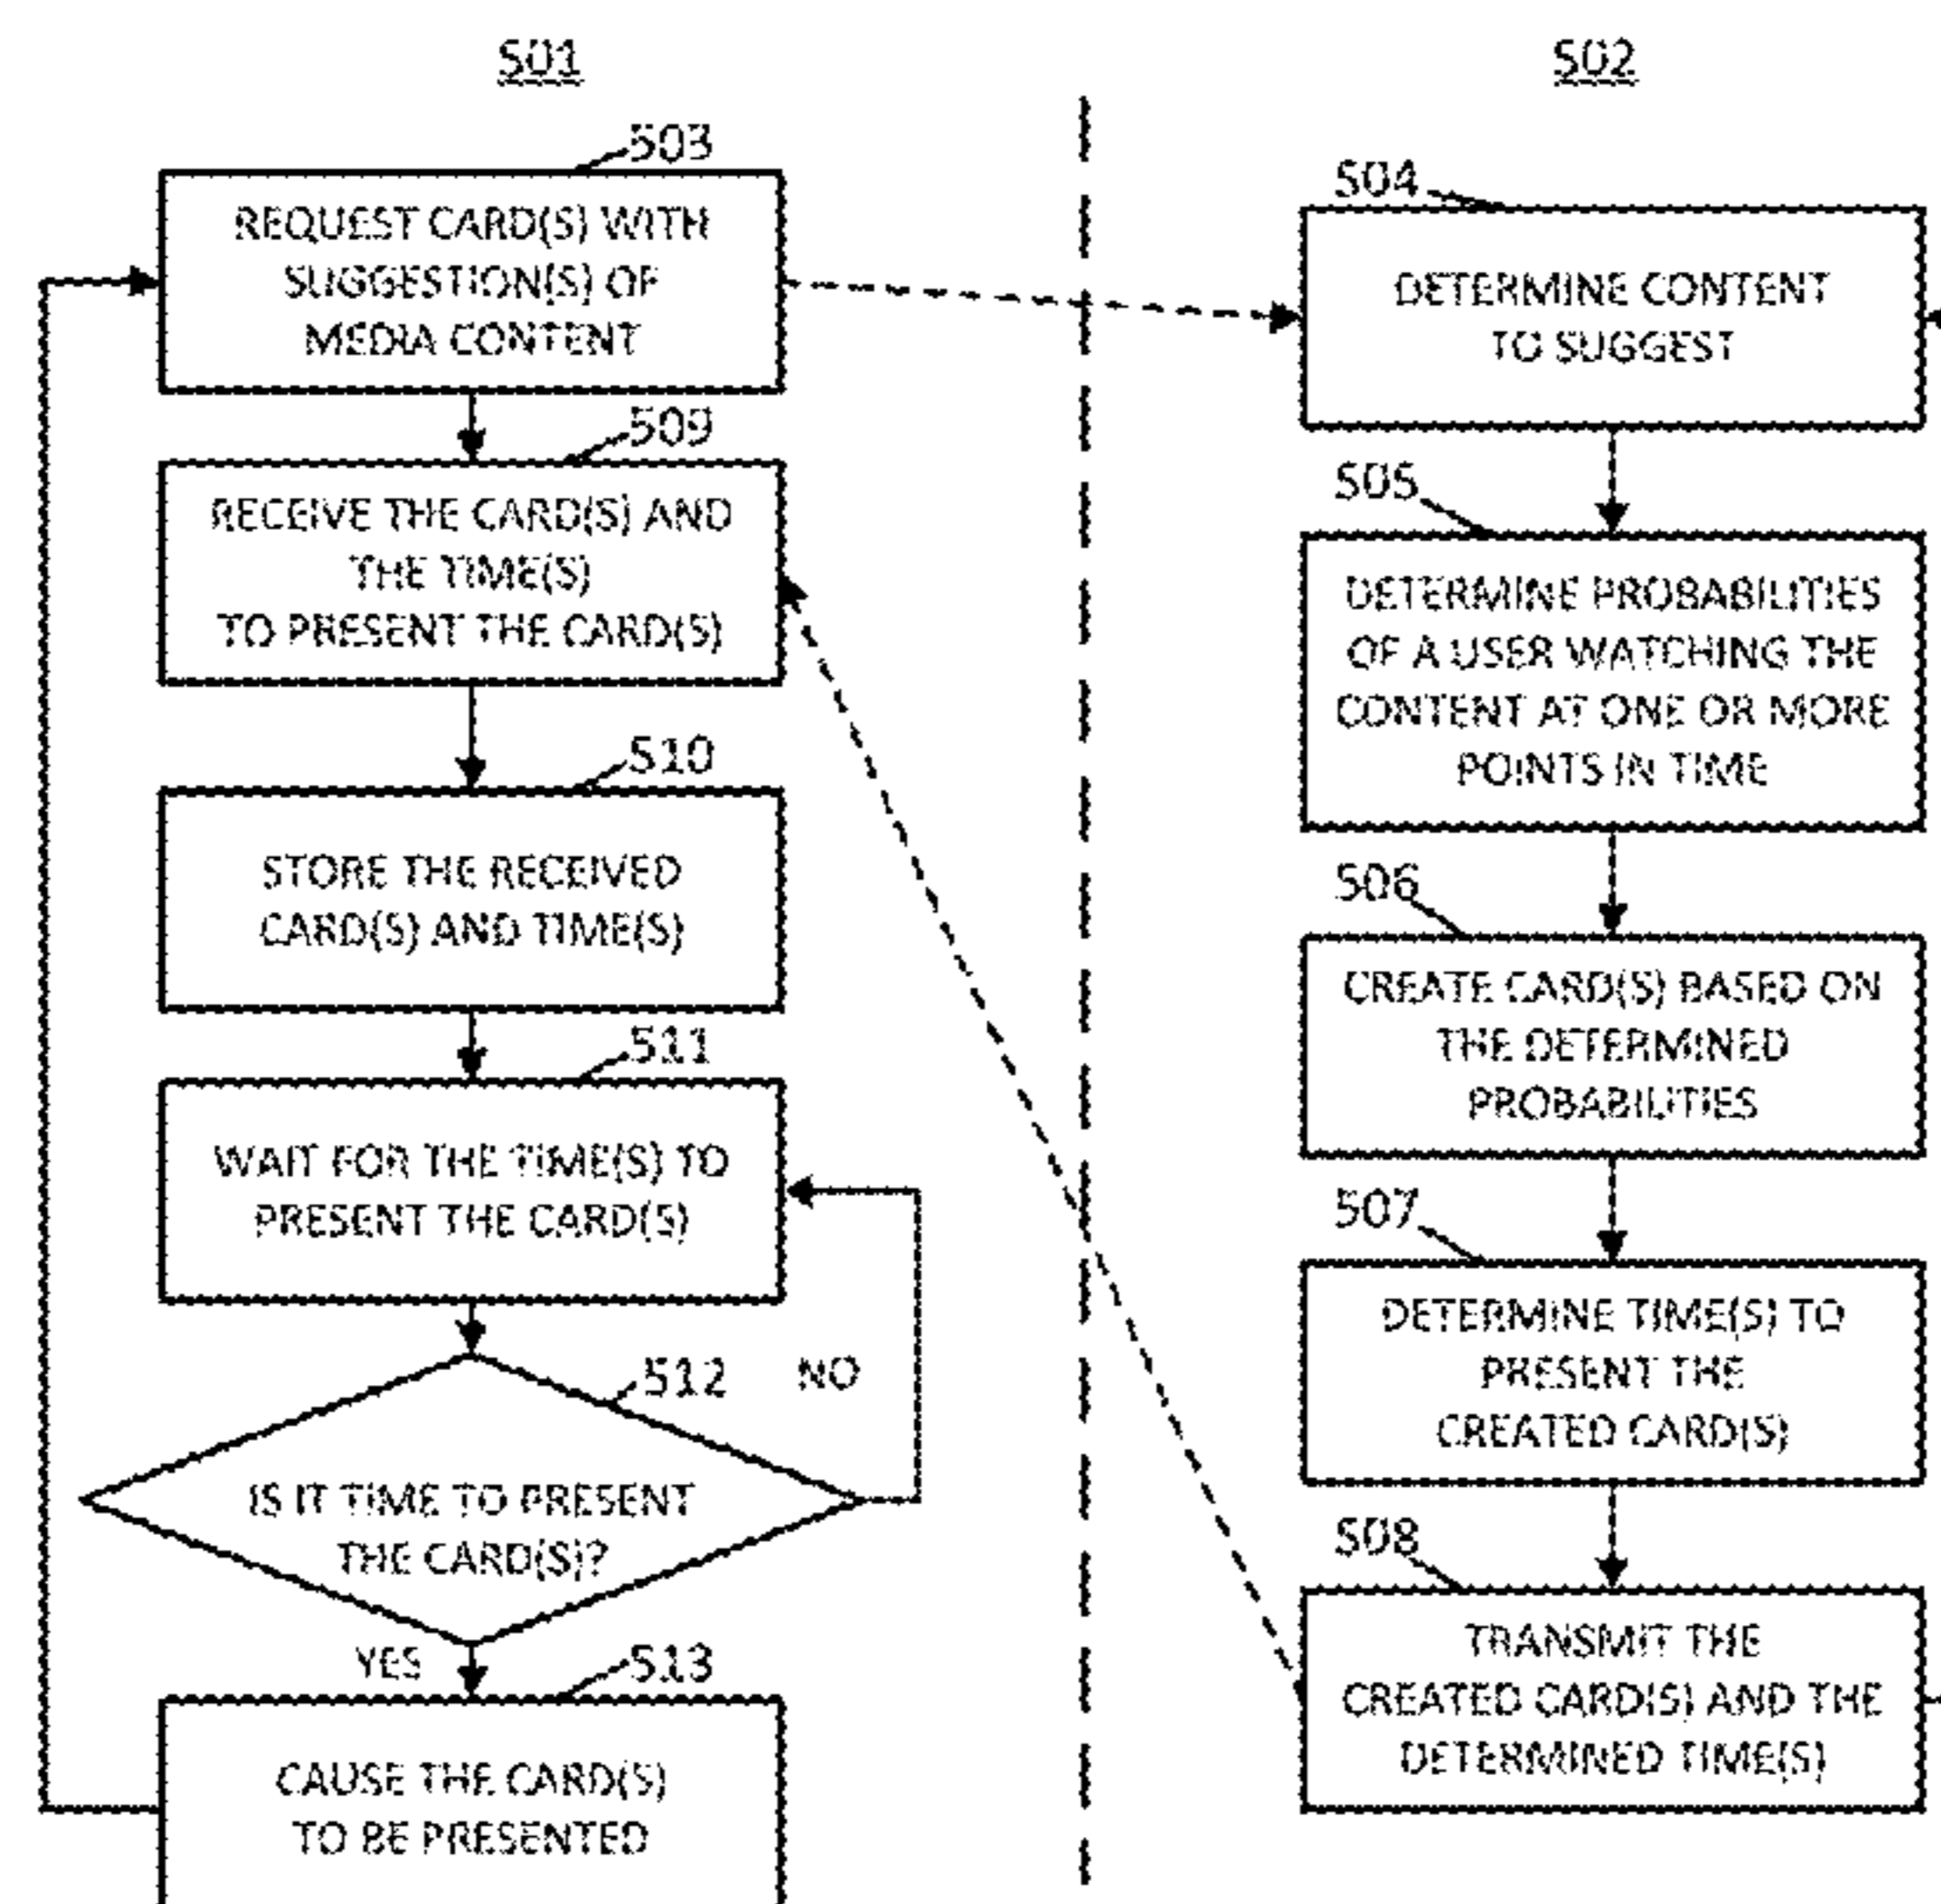 501
503
REQUEST CARD(S) WITH
SUGGESTION(S) OF
MEDIA CONTENT
509
RECEIVE THE CARD(S) AND
THE TIME(S)
TO PRESENT THE CARD(S)
510
STORE THE RECEIVED
CARD(S) AND TIME(S)
511
WAIT FOR THE TIME(S) TO
PRESENT THE CARD(S)
512
NO
IS IT TIME TO PRESENT
THE CARD(S)?
YES
513
CAUSE THE CARD(S)
TO BE PRESENTED
502
504
DETERMINE CONTENT
TO SUGGEST
505
DETERMINE PROBABILITIES
OF A USER WATCHING THE
CONTENT AT ONE OR MORE
POINTS IN TIME
506
CREATE CARD(S) BASED ON
THE DETERMINED
PROBABILITIES
507
DETERMINE TIME(S) TO
PRESENT THE
CREATED CARD(S)
508
TRANSMIT THE
CREATED CARD(S) AND THE
DETERMINED TIME(S)